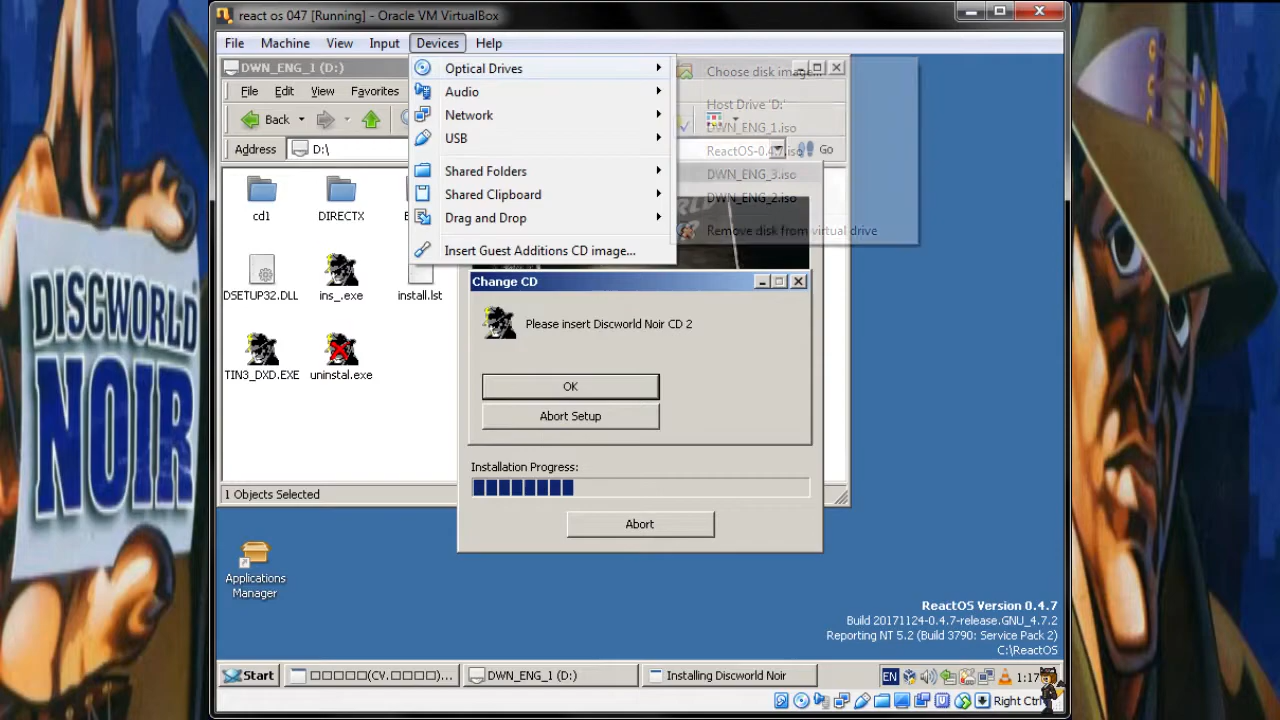 react os 047 [Running] - Oracle VM VirtualBox
File Machine View Input Devices Help
DWN_ENG_1 (D:)
File Edit View Favorites
Back
Address D:\ Go
Optical Drives
Audio
Network
USB
Shared Folders
Shared Clipboard
Drag and Drop
Insert Guest Additions CD image...
Choose disk image...
Host Drive 'D:'
DWN_ENG_1.iso
ReactOS-0.4.7.iso
DWN_ENG_3.iso
DWN_ENG_2.iso
Remove disk from virtual drive
cd1 DIRECTX
DSETUP32.DLL ins_.exe install.lst
TIN3_DXD.EXE uninstal.exe
1 Objects Selected
Change CD
Please insert Discworld Noir CD 2
OK
Abort Setup
Installation Progress:
Abort
Applications
Manager
ReactOS Version 0.4.7
Build 20171124-0.4.7-release.GNU_4.7.2
Reporting NT 5.2 (Build 3790: Service Pack 2)
C:\ReactOS
Start □□□□□(CV.□□□□)... DWN_ENG_1 (D:) Installing Discworld Noir EN 1:17
Right Ctrl
DISCWORLD
NOIR